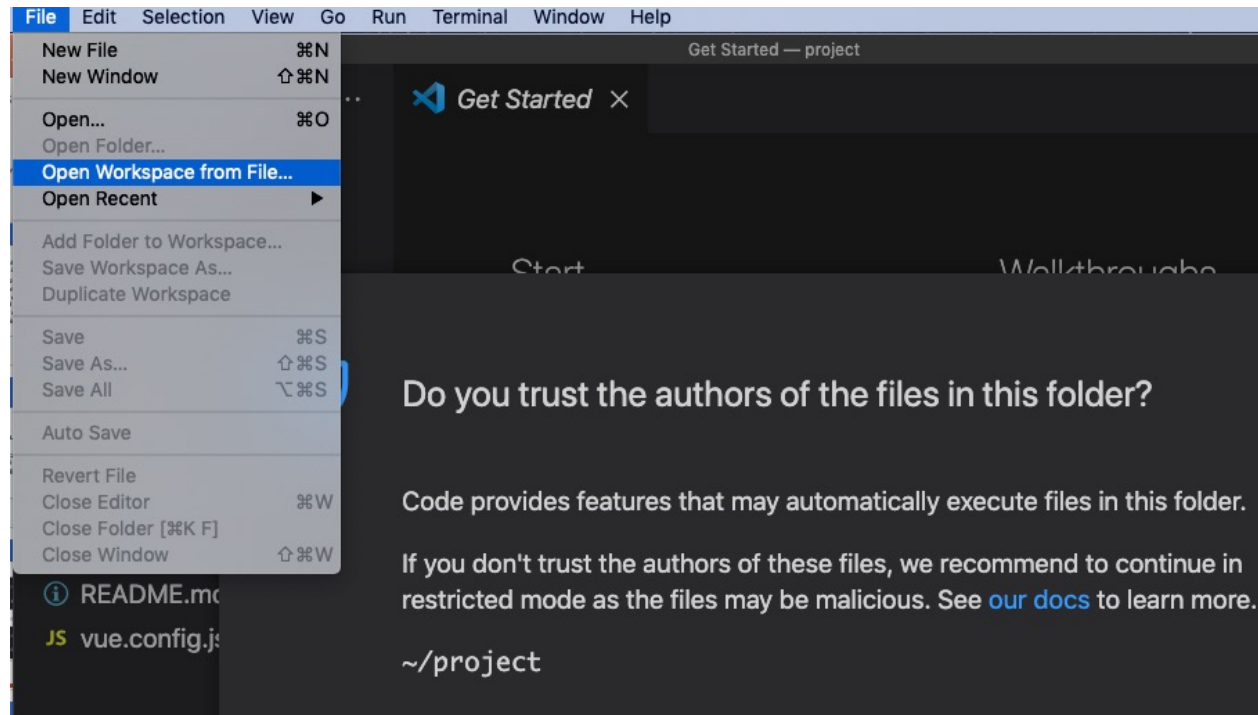 File Edit Selection View Go Run Terminal Window Help
Get Started — project
New File ⌘N
New Window ⇧⌘N
Open... ⌘O
Open Folder...
Open Workspace from File...
Open Recent ▶
Add Folder to Workspace...
Save Workspace As...
Duplicate Workspace
Save ⌘S
Save As... ⇧⌘S
Save All ⌥⌘S
Auto Save
Revert File
Close Editor ⌘W
Close Folder [⌘K F]
Close Window ⇧⌘W
README.m
JS vue.config.js
Get Started ×
Start
Walkthroughs
Do you trust the authors of the files in this folder?
Code provides features that may automatically execute files in this folder.
If you don't trust the authors of these files, we recommend to continue in
restricted mode as the files may be malicious. See our docs to learn more.
~/project